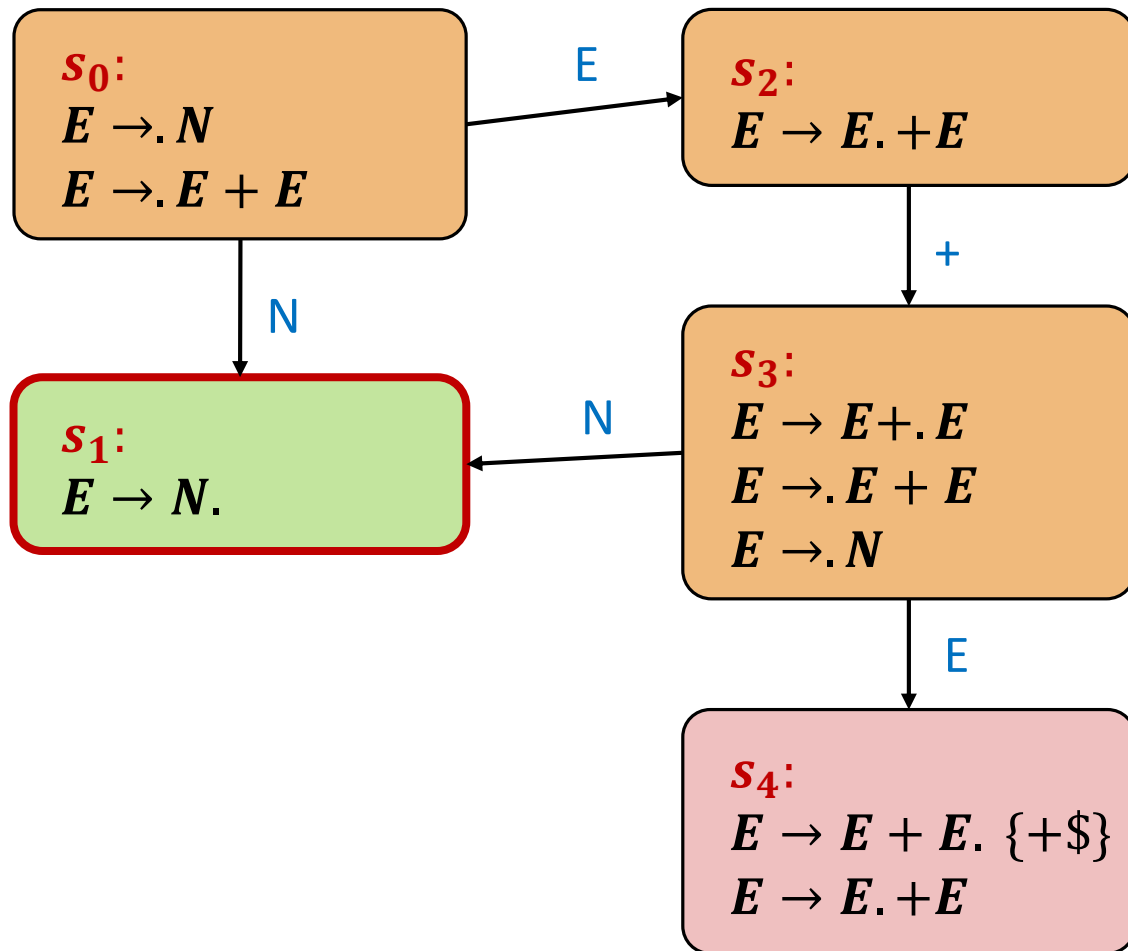 s₀:
E →. N
E →. E + E
E
s₂:
E → E. +E
+
N
s₁:
E → N.
N
s₃:
E → E+. E
E →. E + E
E →. N
E
s₄:
E → E + E. {+$}
E → E. +E